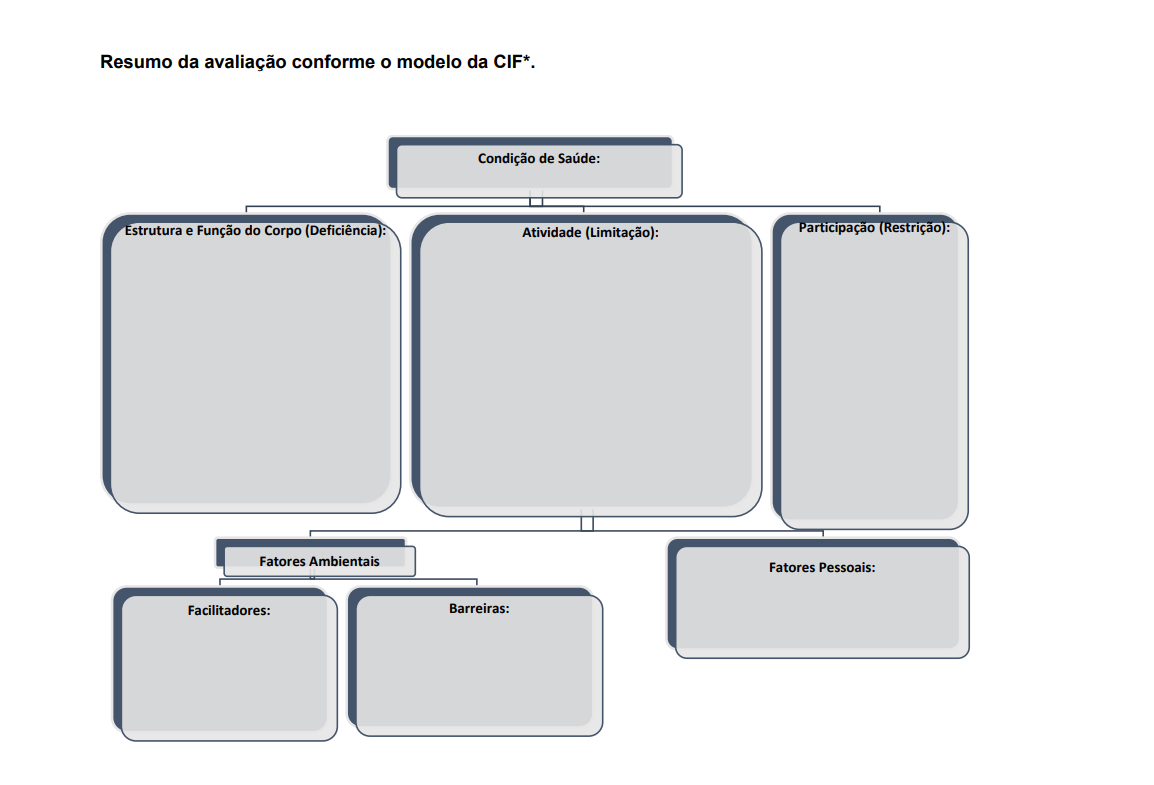 Resumo da avaliação conforme o modelo da CIF*.
Condição de Saúde:
Estrutura e Função do Corpo (Deficiência):
Atividade (Limitação):
Participação (Restrição):
Fatores Ambientais
Fatores Pessoais:
Facilitadores:
Barreiras: